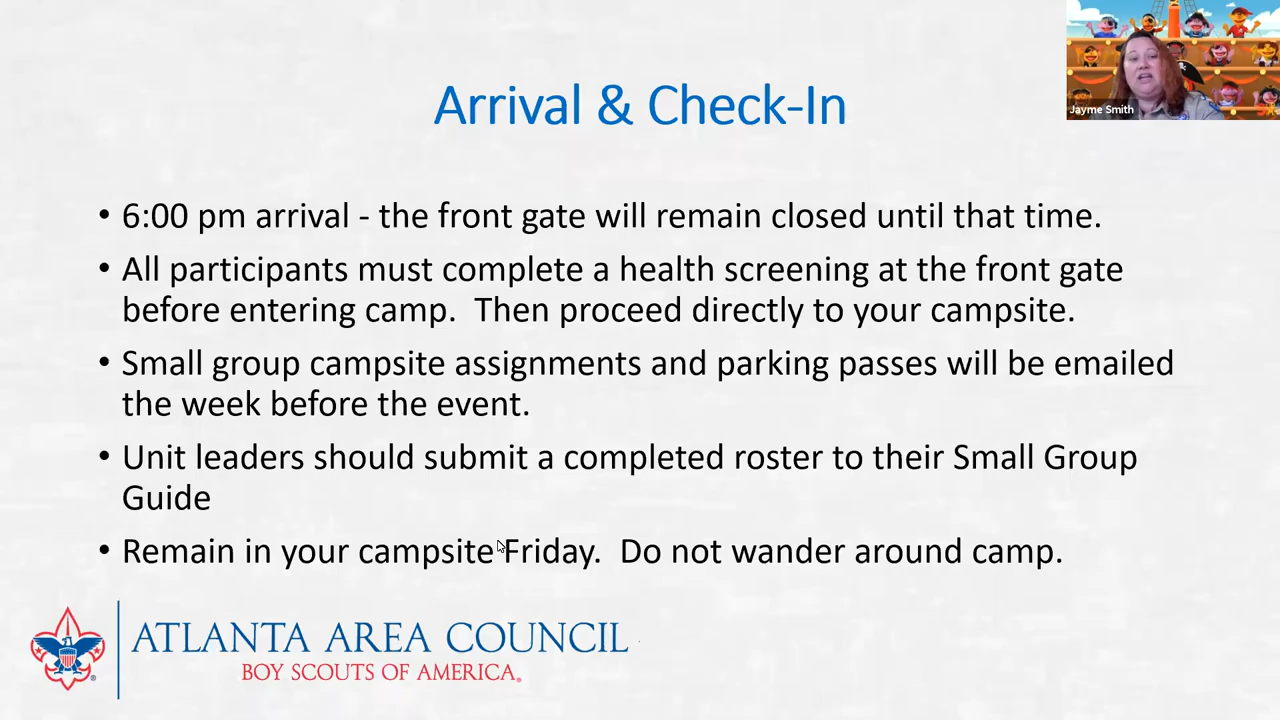 Arrival & Check-In
Jayme Smith
• 6:00 pm arrival - the front gate will remain closed until that time.
• All participants must complete a health screening at the front gate
before entering camp.  Then proceed directly to your campsite.
• Small group campsite assignments and parking passes will be emailed
the week before the event.
• Unit leaders should submit a completed roster to their Small Group
Guide
• Remain in your campsite Friday.  Do not wander around camp.
ATLANTA AREA COUNCIL
BOY SCOUTS OF AMERICA®